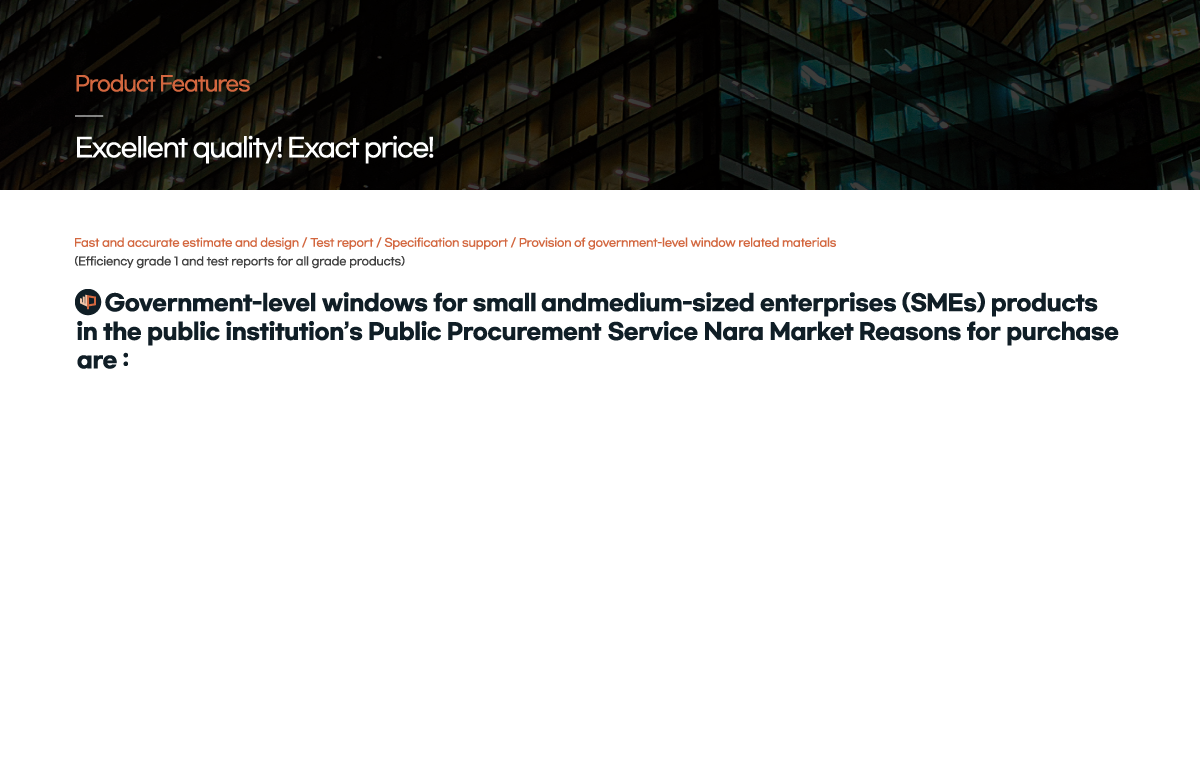 Product Features
Excellent quality! Exact price!
Fast and accurate estimate and design / Test report / Specification support / Provision of government-level window related materials
(Efficiency grade 1 and test reports for all grade products)
Government-level windows for small andmedium-sized enterprises (SMEs) products
in the public institution’s Public Procurement Service Nara Market Reasons for purchase
are :